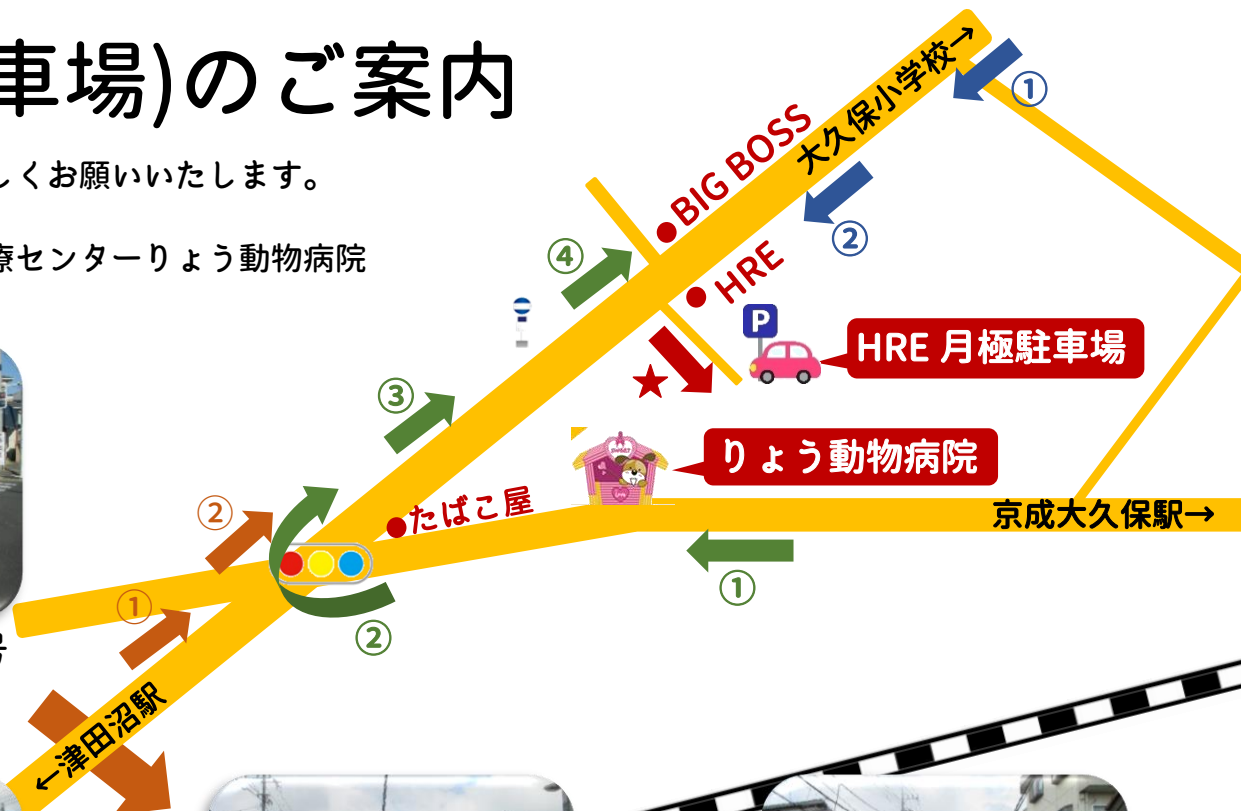 車場)のご案内
しくお願いいたします。
療センターりょう動物病院
大久保小学校→
①
BIG BOSS
②
HRE
④
P
HRE 月極駐車場
★
③
りょう動物病院
たばこ屋
②
京成大久保駅→
①
①
②
号
←津田沼駅